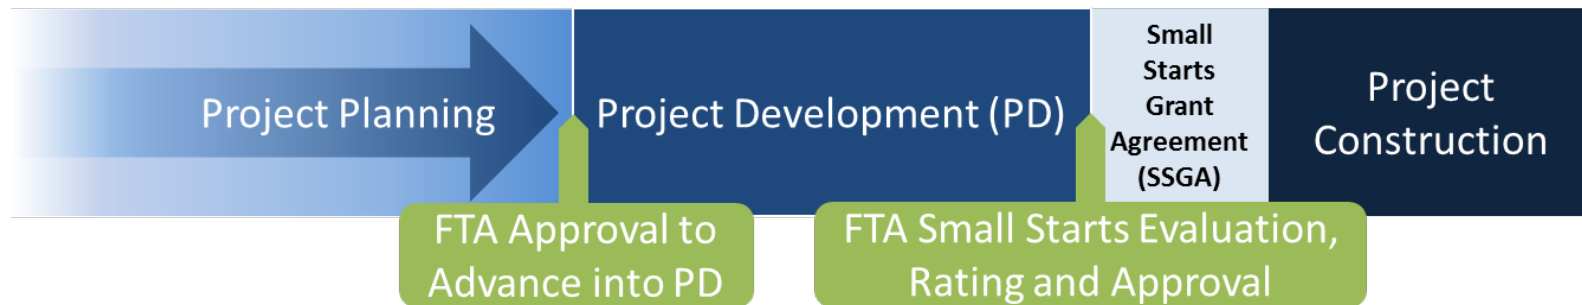 Project Planning
Project Development (PD)
Small
Starts
Grant
Agreement
(SSGA)
Project
Construction
FTA Approval to
Advance into PD
FTA Small Starts Evaluation,
Rating and Approval